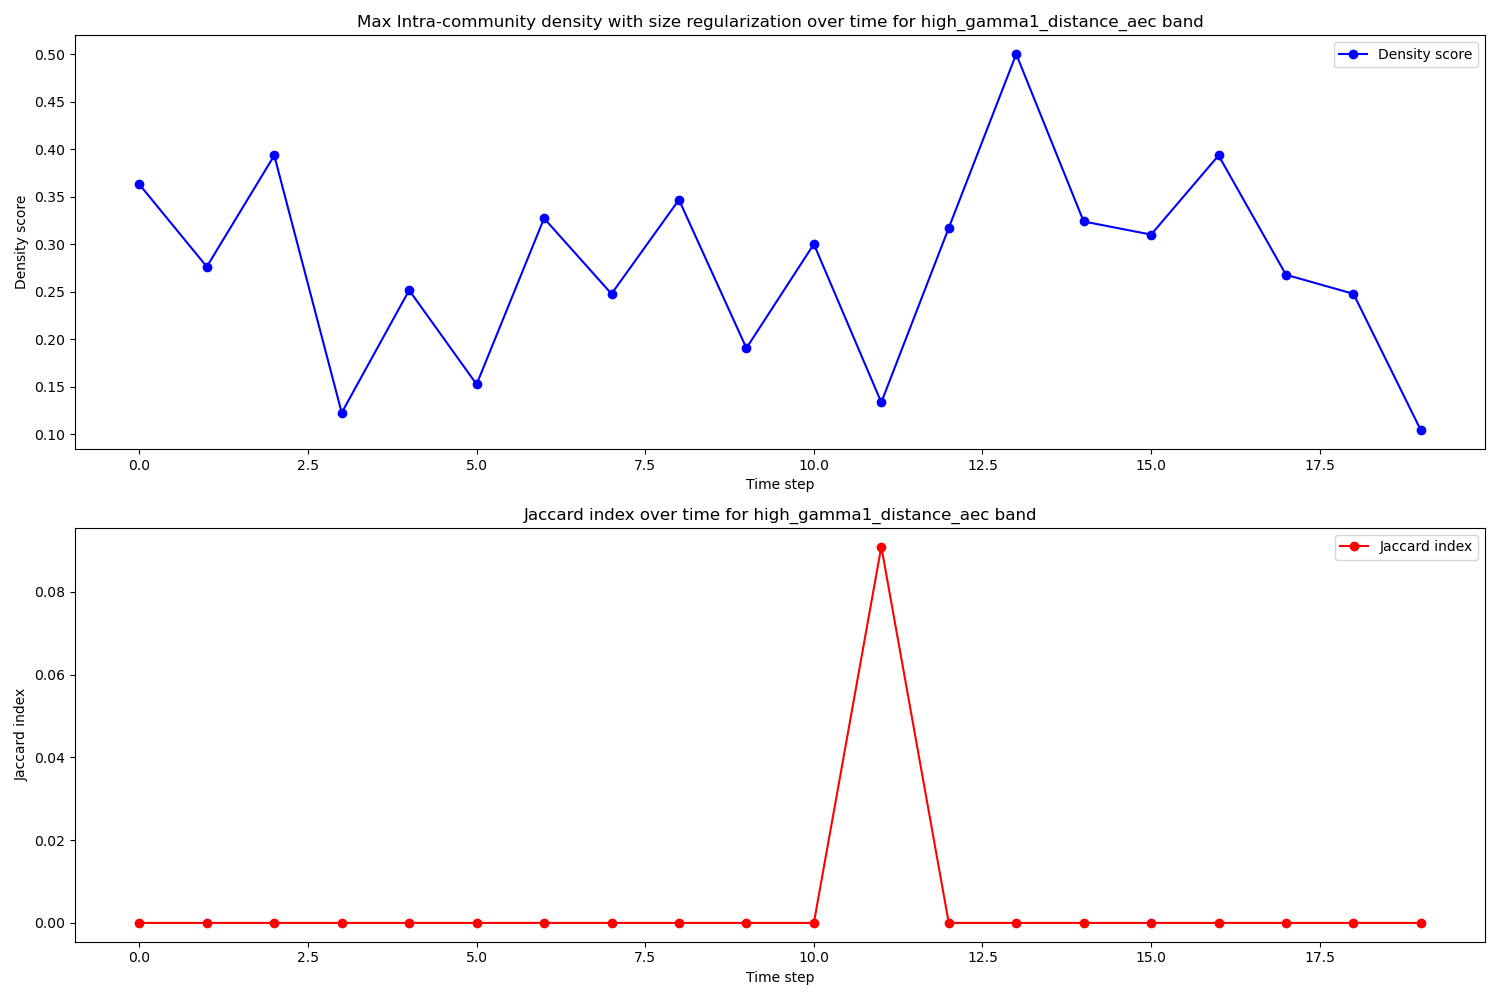 Max Intra-community density with size regularization over time for high_gamma1_distance_aec band
Density score
0.50
0.45
0.40
0.35
0.30
0.25
0.20
0.15
0.10
Density score
0.0 2.5 5.0 7.5 10.0 12.5 15.0 17.5
Time step
Jaccard index over time for high_gamma1_distance_aec band
Jaccard index
0.08
0.06
0.04
0.02
0.00
Jaccard index
0.0 2.5 5.0 7.5 10.0 12.5 15.0 17.5
Time step